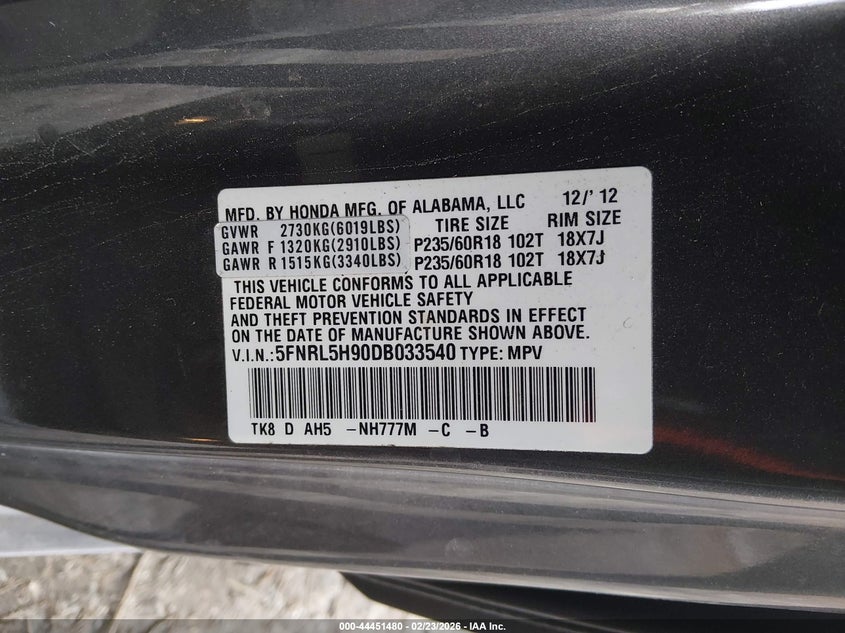 MFD. BY HONDA MFG. OF ALABAMA, LLC 12/' 12
GVWR 2730KG(6019LBS) TIRE SIZE RIM SIZE
GAWR F 1320KG(2910LBS) P235/60R18 102T 18X7J
GAWR R 1515KG(3340LBS) P235/60R18 102T 18X7J
THIS VEHICLE CONFORMS TO ALL APPLICABLE
FEDERAL MOTOR VEHICLE SAFETY
AND THEFT PREVENTION STANDARDS IN EFFECT
ON THE DATE OF MANUFACTURE SHOWN ABOVE.
V.I.N.:5FNRL5H90DB033540 TYPE: MPV
TK8 D AH5 -NH777M -C -B
000-44451480 - 02/23/2026 - IAA Inc.